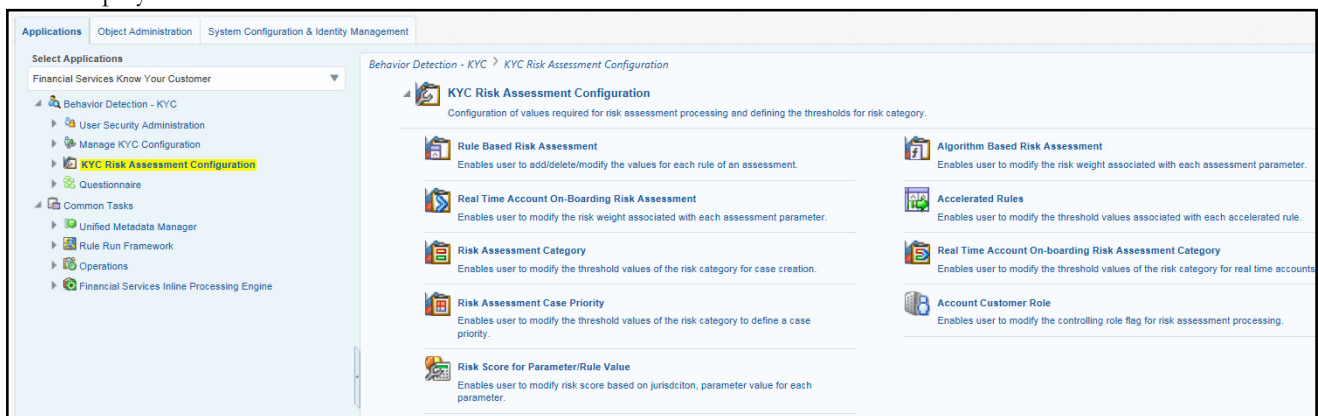 Applications Object Administration System Configuration & Identity Management
Select Applications
Financial Services Know Your Customer
Behavior Detection - KYC
User Security Administration
Manage KYC Configuration
KYC Risk Assessment Configuration
Questionnaire
Common Tasks
Unified Metadata Manager
Rule Run Framework
Operations
Financial Services Inline Processing Engine
Behavior Detection - KYC > KYC Risk Assessment Configuration
KYC Risk Assessment Configuration
Configuration of values required for risk assessment processing and defining the thresholds for risk category.
Rule Based Risk Assessment
Enables user to add/delete/modify the values for each rule of an assessment.
Algorithm Based Risk Assessment
Enables user to modify the risk weight associated with each assessment parameter.
Real Time Account On-Boarding Risk Assessment
Enables user to modify the risk weight associated with each assessment parameter.
Accelerated Rules
Enables user to modify the threshold values associated with each accelerated rule.
Risk Assessment Category
Enables user to modify the threshold values of the risk category for case creation.
Real Time Account On-boarding Risk Assessment Category
Enables user to modify the threshold values of the risk category for real time accounts
Risk Assessment Case Priority
Enables user to modify the threshold values of the risk category to define a case
priority.
Account Customer Role
Enables user to modify the controlling role flag for risk assessment processing.
Risk Score for Parameter/Rule Value
Enables user to modify risk score based on jurisdciton, parameter value for each
parameter.